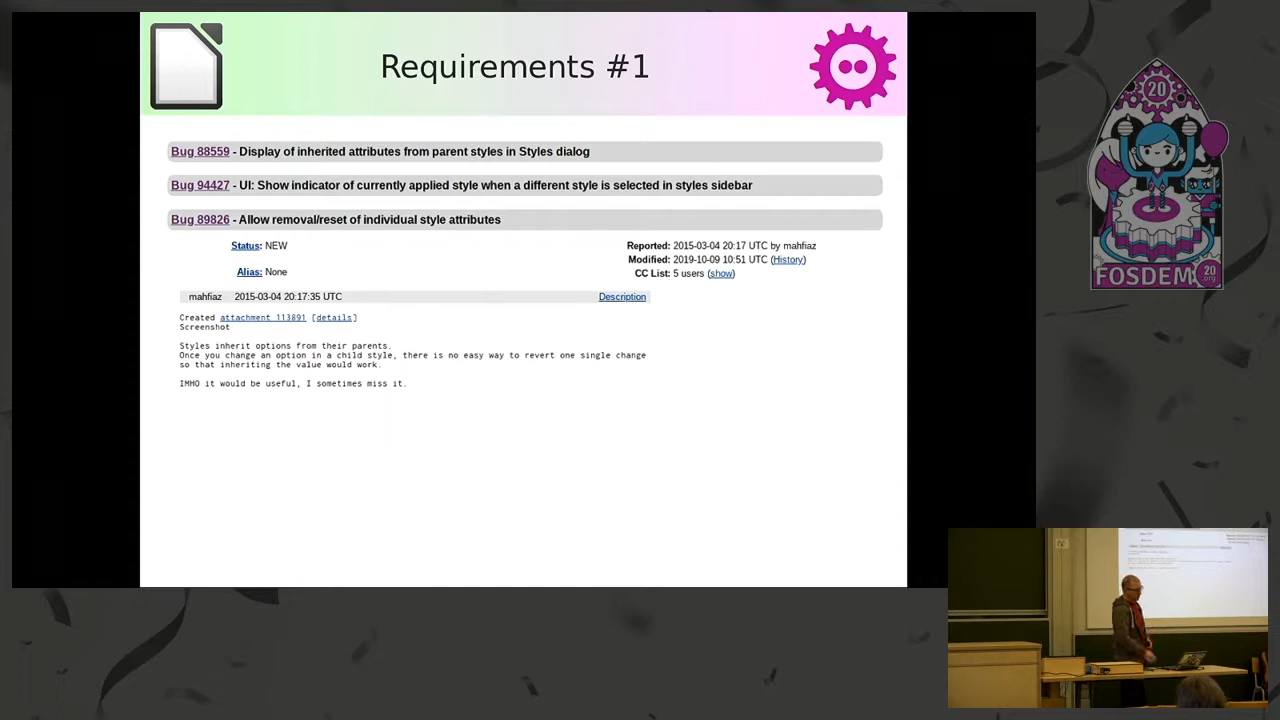 Requirements #1
Bug 88559 - Display of inherited attributes from parent styles in Styles dialog
Bug 94427 - UI: Show indicator of currently applied style when a different style is selected in styles sidebar
Bug 89826 - Allow removal/reset of individual style attributes
Status: NEW
Reported: 2015-03-04 20:17 UTC by mahfiaz
Modified: 2019-10-09 10:51 UTC (History)
Alias: None
CC List: 5 users (show)
mahfiaz 2015-03-04 20:17:35 UTC Description
Created attachment 113891 [details]
Screenshot
Styles inherit options from their parents.
Once you change an option in a child style, there is no easy way to revert one single change
so that inheriting the value would work.
IMHO it would be useful, I sometimes miss it.
20
FOSDEM
20
.org